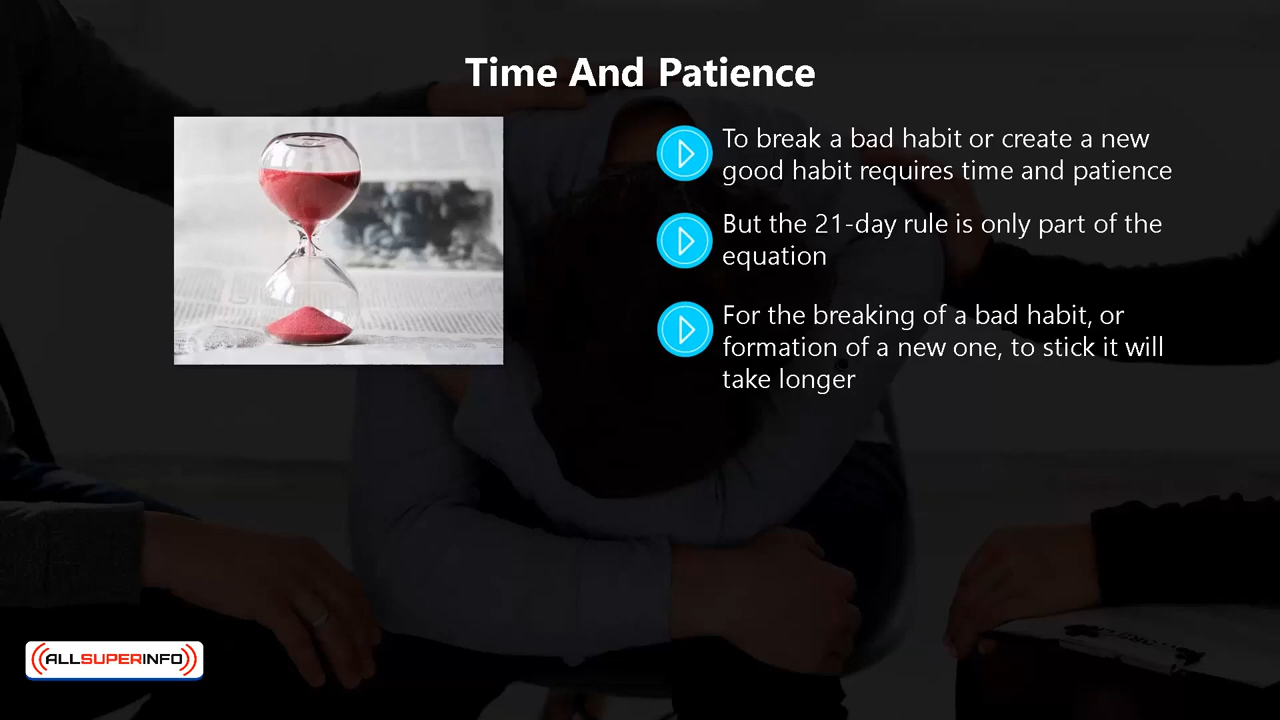 Time And Patience
To break a bad habit or create a new
good habit requires time and patience
But the 21-day rule is only part of the
equation
For the breaking of a bad habit, or
formation of a new one, to stick it will
take longer
ALLSUPERINFO